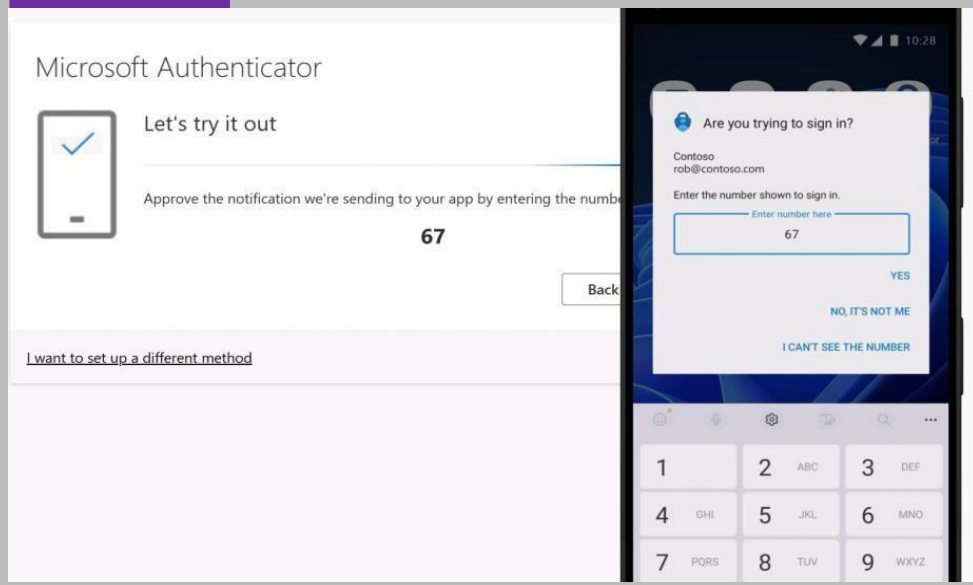 Microsoft Authenticator
Let's try it out
Approve the notification we're sending to your app by entering the
67
Back
I want to set up a different method
10:28
Are you trying to sign in?
Contoso
rob@contoso.com
Enter the number shown to sign in.
Enter number here
67
YES
NO, IT'S NOT ME
I CAN'T SEE THE NUMBER
1
2 ABC
3 DEF
4 GHI
5 JKL
6 MNO
7 PQRS
8 TUV
9 WXYZ